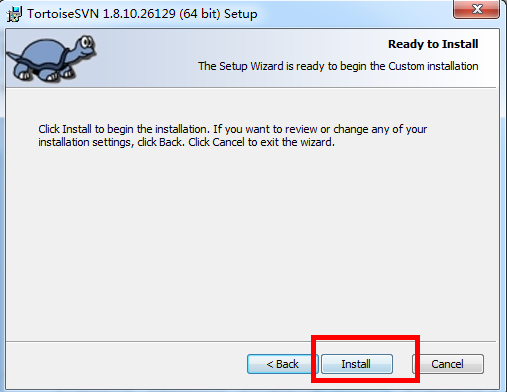 TortoiseSVN 1.8.10.26129 (64 bit) Setup
Ready to Install
The Setup Wizard is ready to begin the Custom installation
Click Install to begin the installation. If you want to review or change any of your
installation settings, click Back. Click Cancel to exit the wizard.
< Back
Install
Cancel